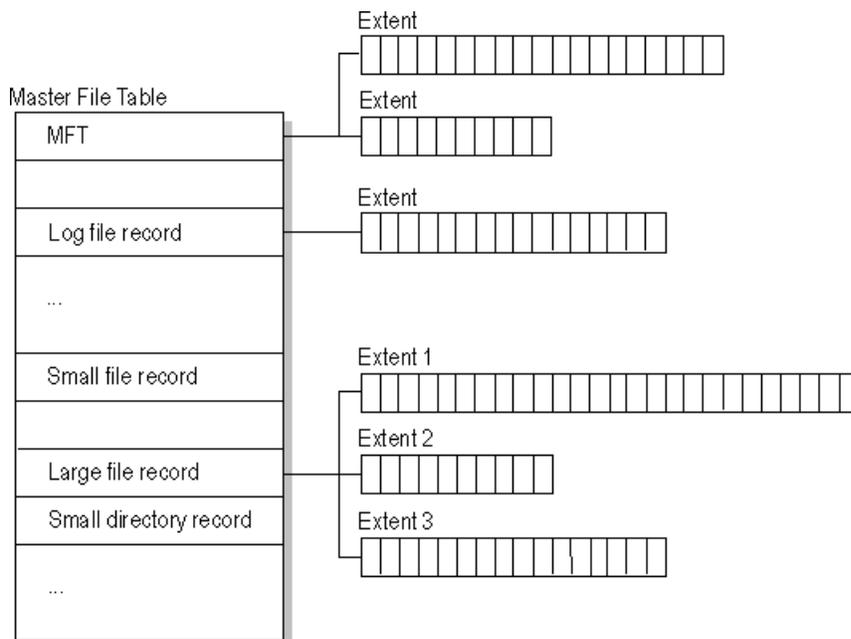 Extent
Master File Table
Extent
MFT
Extent
Log file record
...
Extent 1
Small file record
Extent 2
Large file record
Small directory record
Extent 3
...